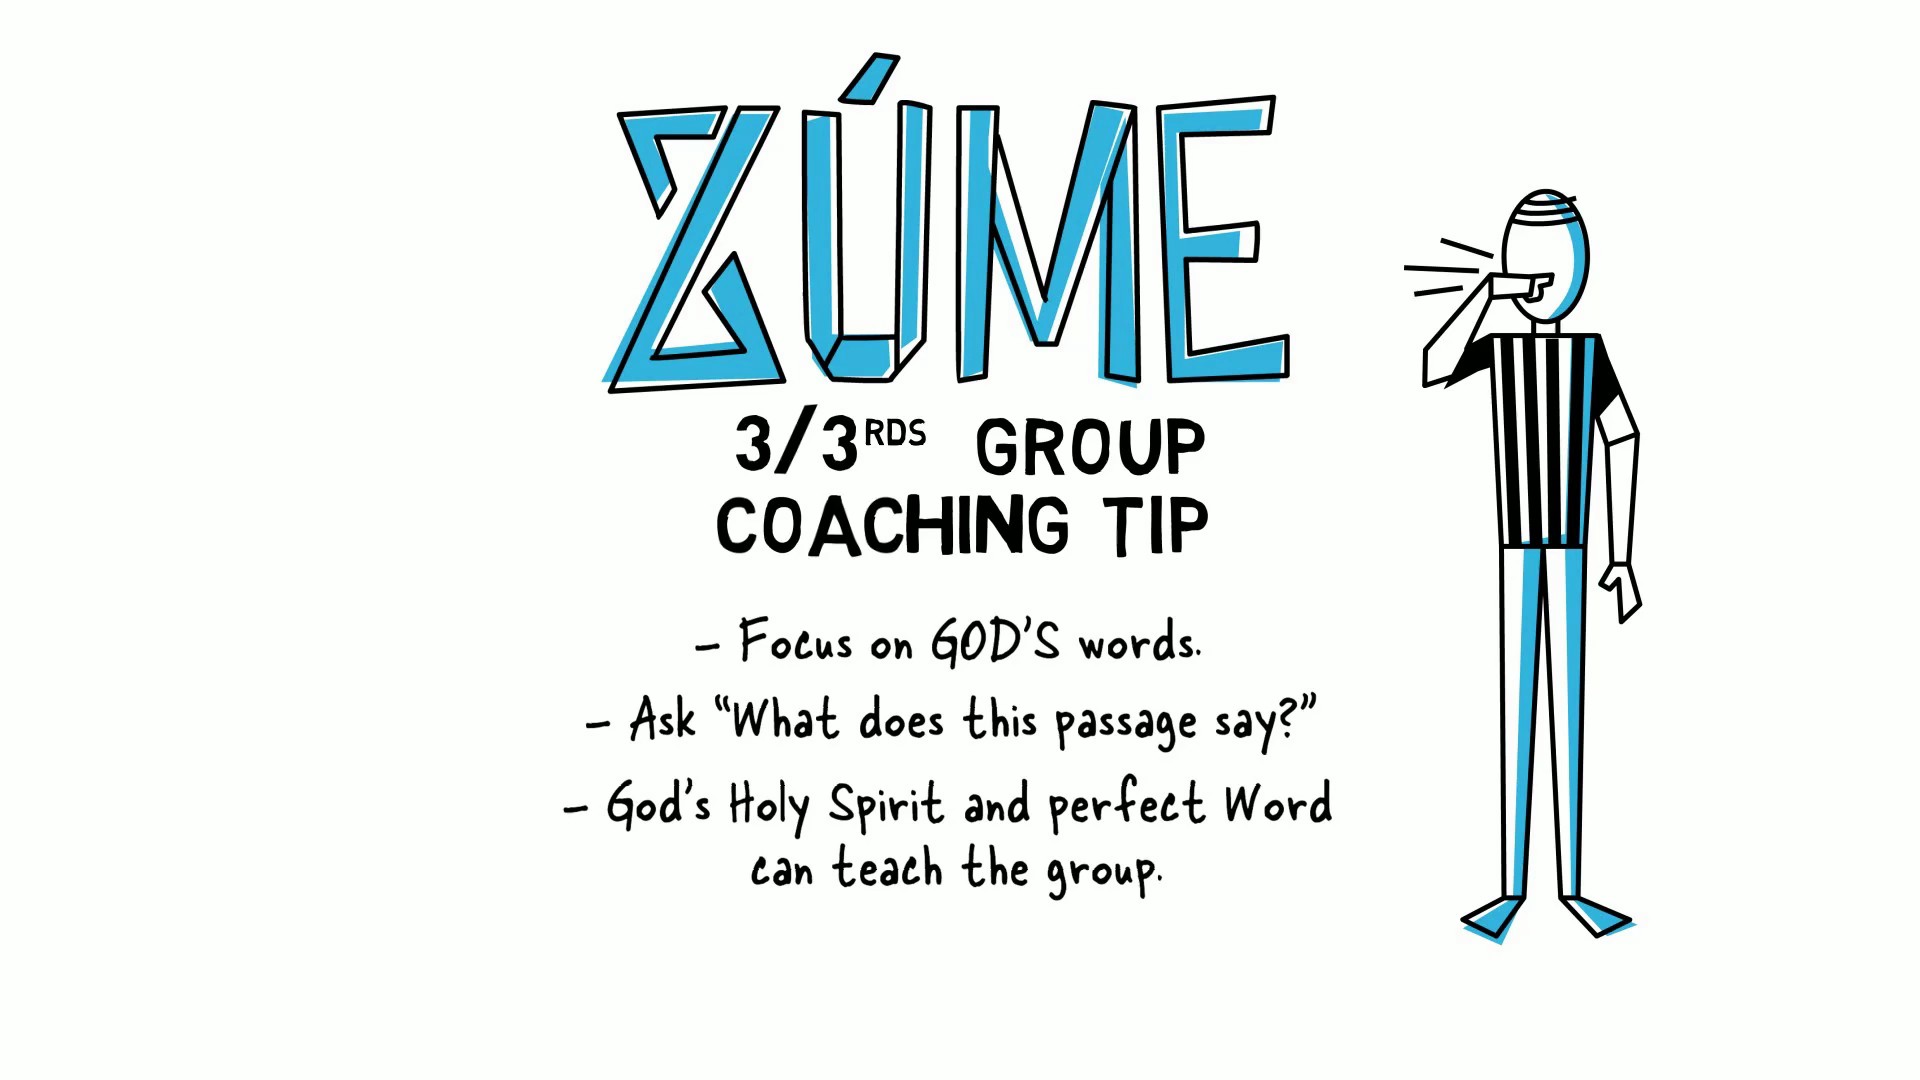 ZÚME
3/3RDS GROUP
COACHING TIP
- Focus on GOD'S words.
- Ask “What does this passage say?”
- God's Holy Spirit and perfect Word
can teach the group.